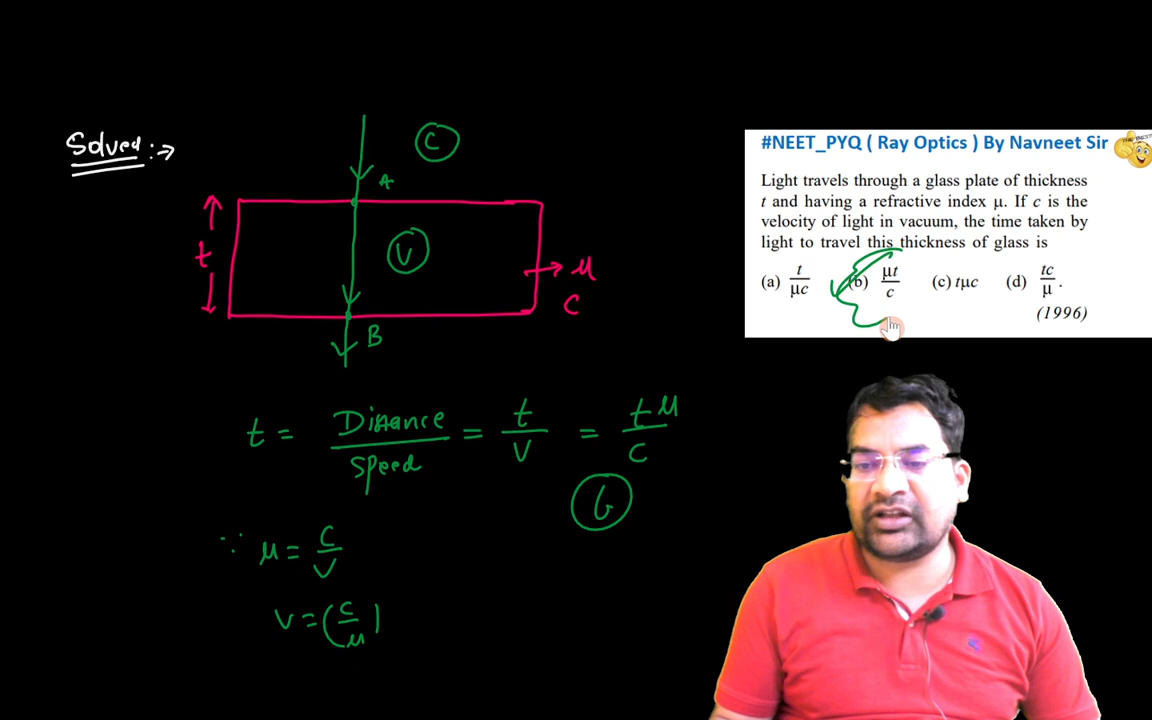 Solved :→
C
A
t
V
μ
C
B
t = Distance / Speed = t / V = tμ / C
b
∵ μ = C / V
V = (C / μ)
#NEET_PYQ ( Ray Optics ) By Navneet Sir
Light travels through a glass plate of thickness
t and having a refractive index μ. If c is the
velocity of light in vacuum, the time taken by
light to travel this thickness of glass is
(a) t / μc (b) μt / c (c) tμc (d) tc / μ .
(1996)